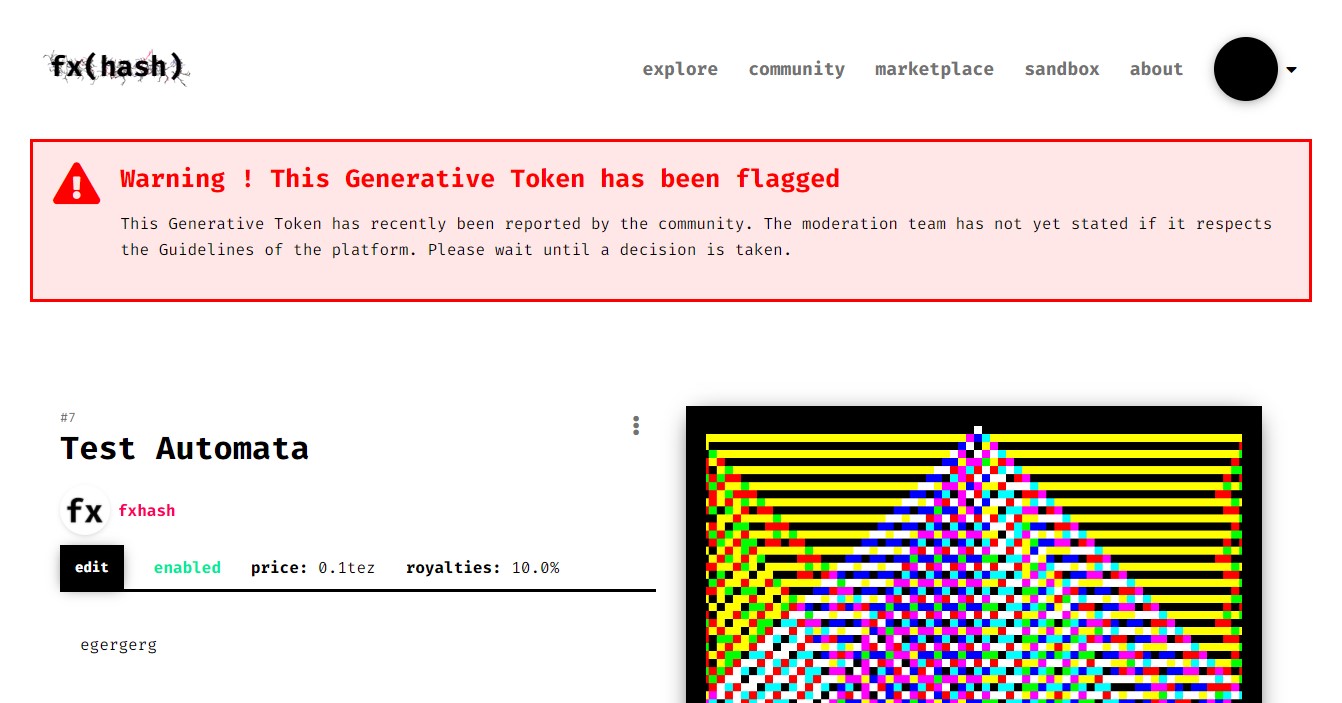 fx(hash)
explore community marketplace sandbox about
Warning ! This Generative Token has been flagged
This Generative Token has recently been reported by the community. The moderation team has not yet stated if it respects
the Guidelines of the platform. Please wait until a decision is taken.
#7
Test Automata
fx fxhash
edit enabled price: 0.1tez royalties: 10.0%
egergerg